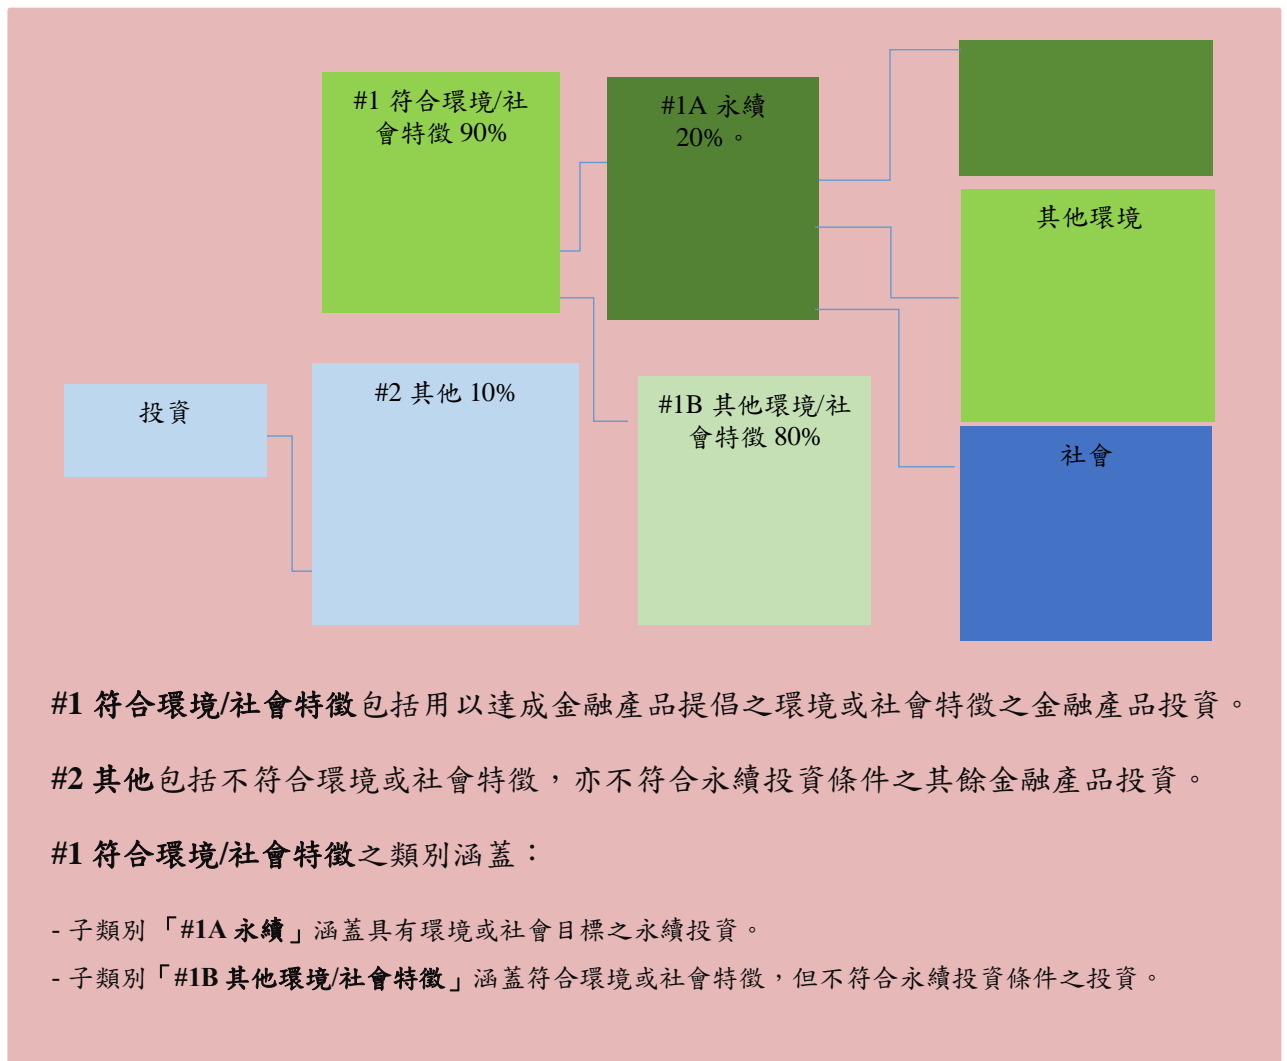 #1 符合環境/社
會特徵 90%
#1A 永續
20%。
其他環境
投資
#2 其他 10%
#1B 其他環境/社
會特徵 80%
社會
#1 符合環境/社會特徵包括用以達成金融產品提倡之環境或社會特徵之金融產品投資。
#2 其他包括不符合環境或社會特徵，亦不符合永續投資條件之其餘金融產品投資。
#1 符合環境/社會特徵之類別涵蓋：
- 子類別「#1A 永續」涵蓋具有環境或社會目標之永續投資。
- 子類別「#1B 其他環境/社會特徵」涵蓋符合環境或社會特徵，但不符合永續投資條件之投資。